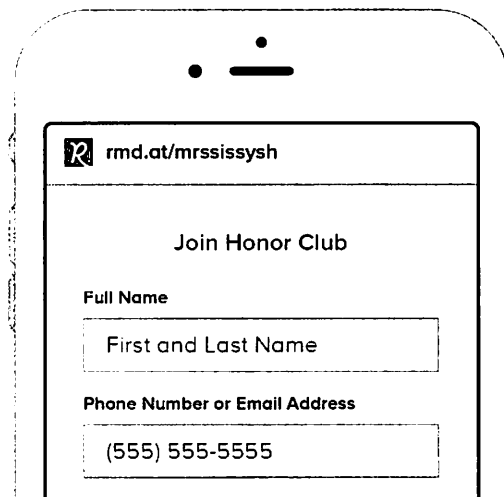 rmd.at/mrssissysh
Join Honor Club
Full Name
First and Last Name
Phone Number or Email Address
(555) 555-5555